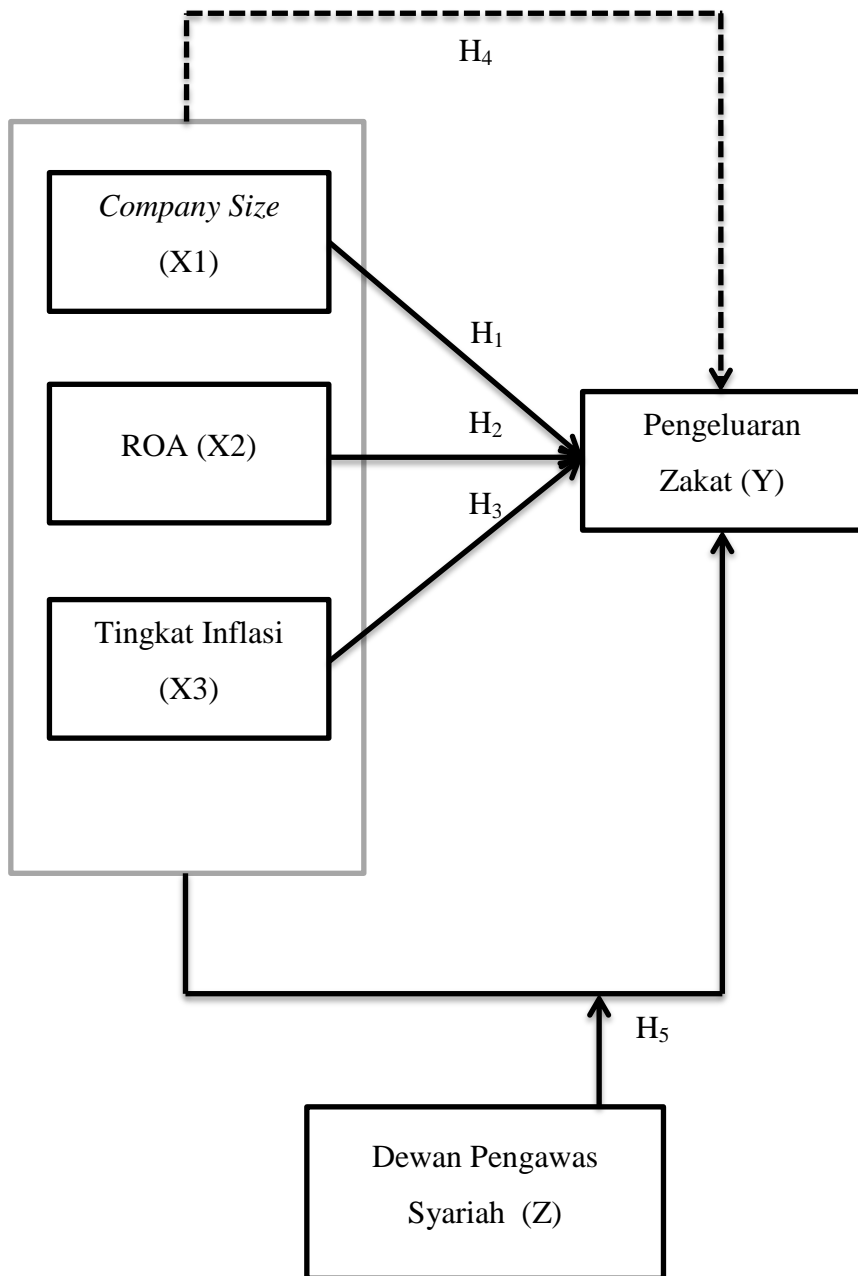 H₄
Company Size
(X1)
H₁
ROA (X2)
H₂
Pengeluaran
Zakat (Y)
H₃
Tingkat Inflasi
(X3)
H₅
Dewan Pengawas
Syariah (Z)